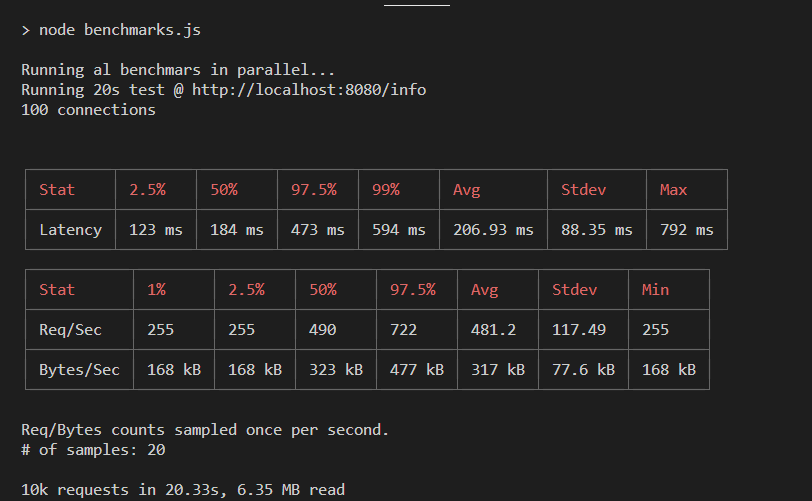 > node benchmarks.js
Running al benchmars in parallel...
Running 20s test @ http://localhost:8080/info
100 connections
Stat 2.5% 50% 97.5% 99% Avg Stdev Max
Latency 123 ms 184 ms 473 ms 594 ms 206.93 ms 88.35 ms 792 ms
Stat 1% 2.5% 50% 97.5% Avg Stdev Min
Req/Sec 255 255 490 722 481.2 117.49 255
Bytes/Sec 168 kB 168 kB 323 kB 477 kB 317 kB 77.6 kB 168 kB
Req/Bytes counts sampled once per second.
# of samples: 20
10k requests in 20.33s, 6.35 MB read